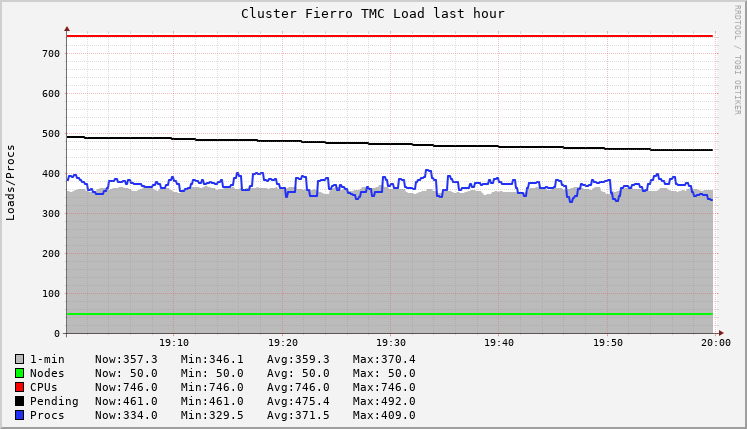 Cluster Fierro TMC Load last hour
RRDTOOL / TOBI OETIKER
Loads/Procs
700
600
500
400
300
200
100
0
19:10 19:20 19:30 19:40 19:50 20:00
1-min Now:357.3 Min:346.1 Avg:359.3 Max:370.4
Nodes Now: 50.0 Min: 50.0 Avg: 50.0 Max: 50.0
CPUs Now:746.0 Min:746.0 Avg:746.0 Max:746.0
Pending Now:461.0 Min:461.0 Avg:475.4 Max:492.0
Procs Now:334.0 Min:329.5 Avg:371.5 Max:409.0